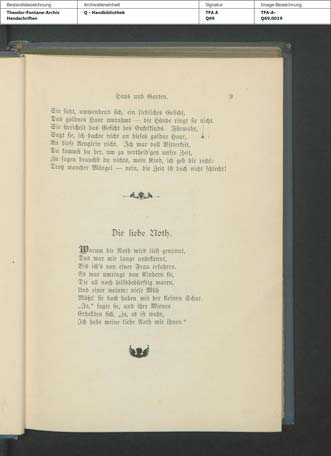 Bestandsbezeichnung
Theodor-Fontane-Archiv
Handschriften
Archivalieneinheit
Q - Handbibliothek
Signatur
TFA A
Q69
Image-Bezeichnung
TFA-A-
Q69,0019
Haus und Garten. 9
Sie sieht, umwendend sich, ein liebliches Gesicht,
Das goldnes Haar umrahmt — die Hände ringt sie nicht.
Sie streichelt das Gesicht des Enkelkinds. Fürwahr,
Sagt sie, ich dachte nicht an dieses goldne Haar,
An diese Äuglein nicht. Ich war voll Bitterkeit,
Da kommst du her, um zu vertheid'gen unsre Zeit,
Zu sagen brauchst du nichts, mein Kind, ich geb dir recht:
Trotz mancher Mängel — nein, die Zeit ist doch nicht schlecht!
Die liebe Noth.
Warum die Noth wird lieb genannt,
Das war mir lange unbekannt,
Bis ich's von einer Frau erfahren.
Es war umringt von Kindern sie,
Die all noch hilfsbedürftig waren,
Und einer meinter viele Müh
Müßt' sie doch haben mit der kleinen Schar.
„Ja,“ sagte sie, und ihre Mienen
Erhellten sich, „ja, es ist wahr,
Ich habe meine liebe Noth mit ihnen.“